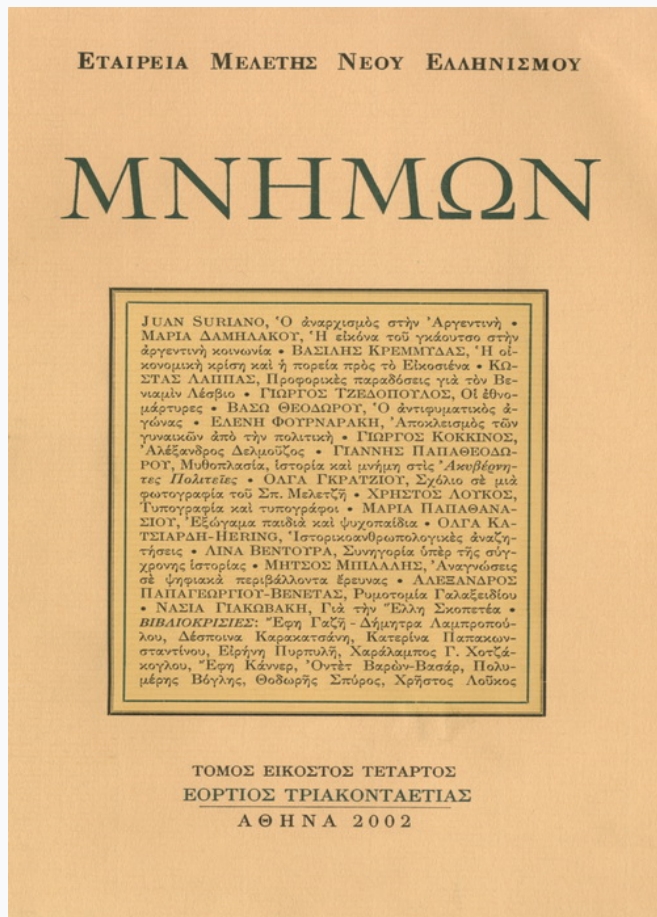 ΕΤΑΙΡΕΙΑ ΜΕΛΕΤΗΣ ΝΕΟΥ ΕΛΛΗΝΙΣΜΟΥ
ΜΝΗΜΩΝ
JUAN SURIANO, Ὁ ἀναρχισμὸς στὴν Ἀργεντινὴ •
ΜΑΡΙΑ ΔΑΜΗΛΑΚΟΥ, Ἡ εἰκόνα τοῦ γκάουτσο στὴν
ἀργεντινὴ κοινωνία • ΒΑΣΙΛΗΣ ΚΡΕΜΜΥΔΑΣ, Ἡ οἰ-
κονομικὴ κρίση καὶ ἡ πορεία πρὸς τὸ Εἰκοσιένα • ΚΩ-
ΣΤΑΣ ΛΑΠΠΑΣ, Προφορικὲς παραδόσεις γιὰ τὸν Βε-
νιαμὶν Λέσβιο • ΓΙΩΡΓΟΣ ΤΖΕΔΟΠΟΥΛΟΣ, Οἱ ἐθνο-
μάρτυρες • ΒΑΣΩ ΘΕΟΔΩΡΟΥ, Ὁ ἀντιφυματικὸς ἀ-
γώνας • ΕΛΕΝΗ ΦΟΥΡΝΑΡΑΚΗ, Ἀποκλεισμὸς τῶν
γυναικῶν ἀπὸ τὴν πολιτικὴ • ΓΙΩΡΓΟΣ ΚΟΚΚΙΝΟΣ,
Ἀλέξανδρος Δελμοῦζος • ΓΙΑΝΝΗΣ ΠΑΠΑΘΕΟΔΩ-
ΡΟΥ, Μυθοπλασία, ἱστορία καὶ μνήμη στὶς Ἀκυβέρνη-
τες Πολιτεῖες • ΟΛΓΑ ΓΚΡΑΤΖΙΟΥ, Σχόλιο σὲ μιὰ
φωτογραφία τοῦ Σπ. Μελετζῆ • ΧΡΗΣΤΟΣ ΛΟΥΚΟΣ,
Τυπογραφία καὶ τυπογράφοι • ΜΑΡΙΑ ΠΑΠΑΘΑΝΑ-
ΣΙΟΥ, Ἐξώγαμα παιδιὰ καὶ ψυχοπαίδια • ΟΛΓΑ ΚΑ-
ΤΣΙΑΡΔΗ-HERING, Ἱστορικοανθρωπολογικὲς ἀναζη-
τήσεις • ΛΙΝΑ ΒΕΝΤΟΥΡΑ, Συνηγορία ὑπὲρ τῆς σύγ-
χρονης ἱστορίας • ΜΗΤΣΟΣ ΜΠΙΛΑΛΗΣ, Ἀναγνώσεις
σὲ ψηφιακὰ περιβάλλοντα ἔρευνας • ΑΛΕΞΑΝΔΡΟΣ
ΠΑΠΑΓΕΩΡΓΙΟΥ-ΒΕΝΕΤΑΣ, Ρυμοτομία Γαλαξειδίου
• ΝΑΣΙΑ ΓΙΑΚΩΒΑΚΗ, Γιὰ τὴν Ἕλλη Σκοπετέα •
ΒΙΒΛΙΟΚΡΙΣΙΕΣ: Ἔφη Γαζῆ - Δήμητρα Λαμπροπού-
λου, Δέσποινα Καρακατσάνη, Κατερίνα Παπακων-
σταντίνου, Εἰρήνη Πυρπυλῆ, Χαράλαμπος Γ. Χοτζά-
κογλου, Ἔφη Κάννερ, Ὀντὲτ Βαρὼν-Βασάρ, Πολυ-
μέρης Βόγλης, Θοδωρῆς Σπύρος, Χρῆστος Λοῦκος
ΤΟΜΟΣ ΕΙΚΟΣΤΟΣ ΤΕΤΑΡΤΟΣ
ΕΟΡΤΙΟΣ ΤΡΙΑΚΟΝΤΑΕΤΙΑΣ
ΑΘΗΝΑ 2002